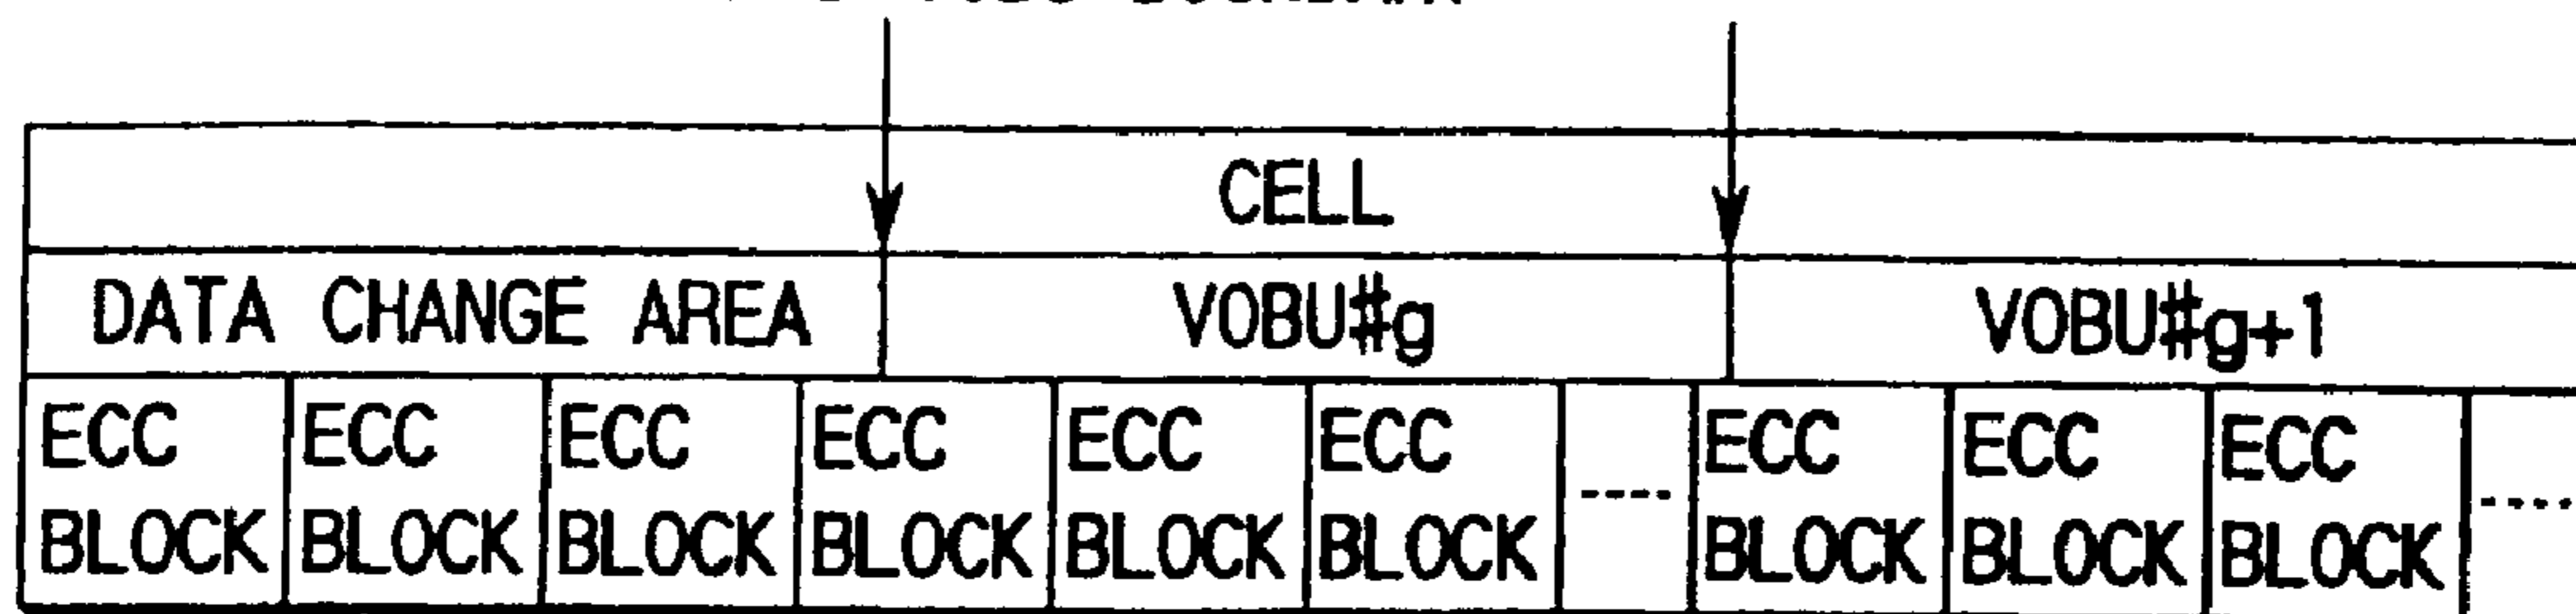 CELL
DATA CHANGE AREA VOBU#g VOBU#g+1
ECC ECC ECC ECC ECC ECC ECC ECC ECC
BLOCK BLOCK BLOCK BLOCK BLOCK BLOCK ---- BLOCK BLOCK BLOCK ----